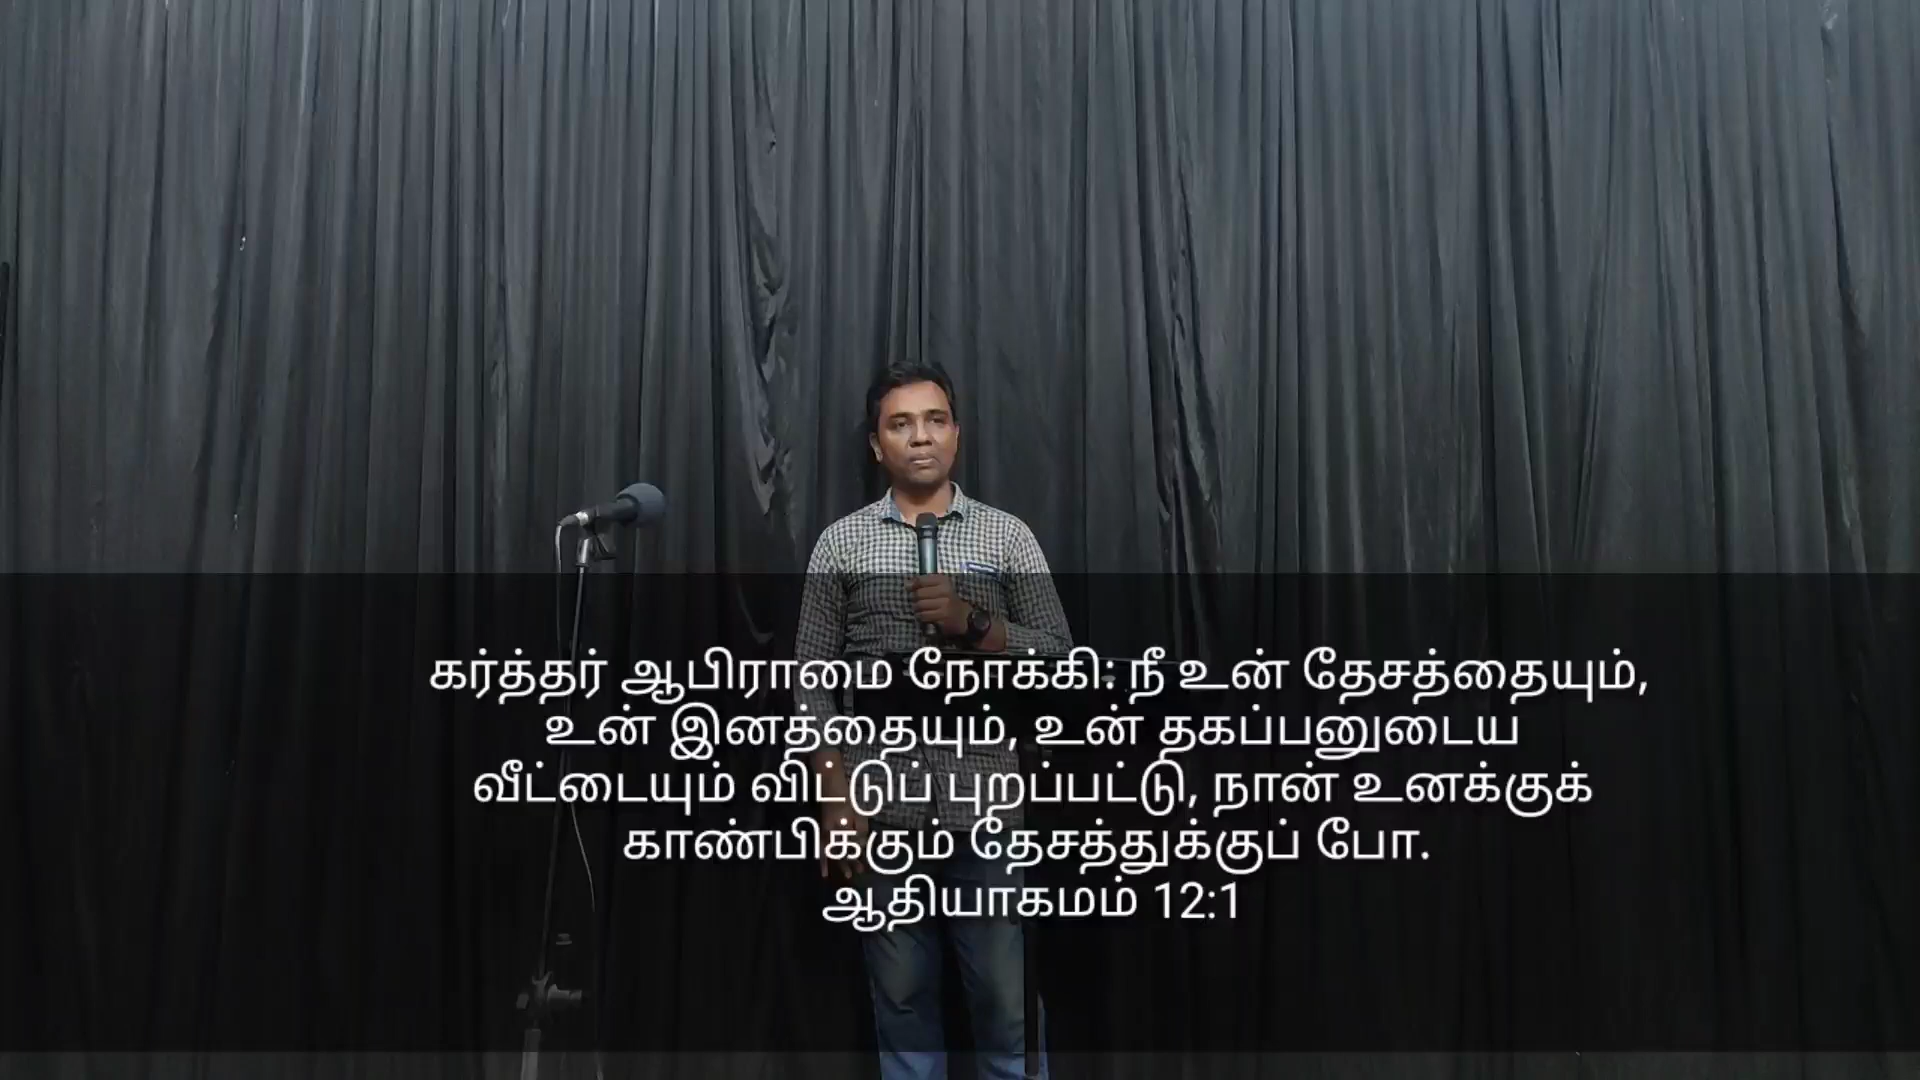 கர்த்தர் ஆபிராமை நோக்கி: நீ உன் தேசத்தையும்,
உன் இனத்தையும், உன் தகப்பனுடைய
வீட்டையும் விட்டுப் புறப்பட்டு, நான் உனக்குக்
காண்பிக்கும் தேசத்துக்குப் போ.
ஆதியாகமம் 12:1